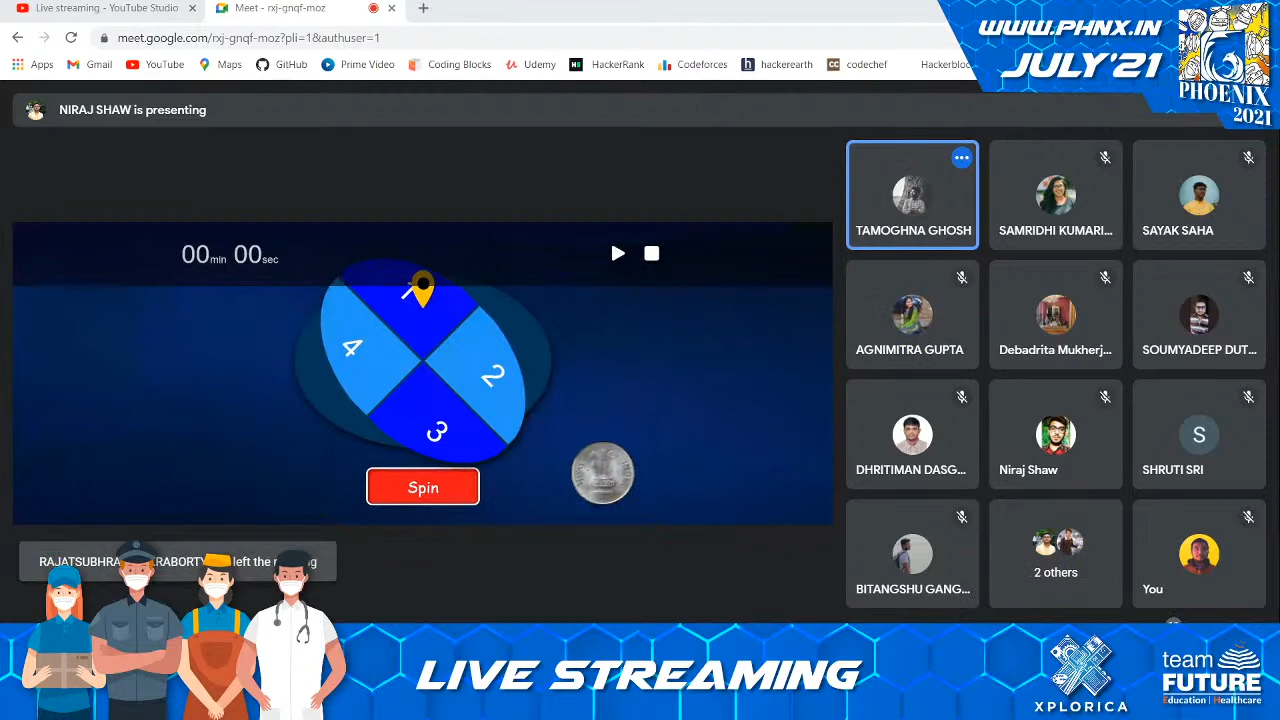 Live streaming - YouTube Studio
Meet - rxj-gnqf-moz
meet.google.com/rxj-gnqf-moz?pli=1&authuser=1
Apps Gmail YouTube Maps GitHub Prime Video Coding Blocks Udemy HackerRank Codeforces hackerearth codechef
WWW.PHNX.IN
JULY'21
PHOENIX
2021
NIRAJ SHAW is presenting
00min 00sec
1
4
2
3
Spin
TAMOGHNA GHOSH
SAMRIDHI KUMARI...
SAYAK SAHA
AGNIMITRA GUPTA
Debadrita Mukherj...
SOUMYADEEP DUT...
DHRITIMAN DASG...
Niraj Shaw
S
SHRUTI SRI
BITANGSHU GANG...
2 others
You
left the
LIVE STREAMING
XPLORICA
team
FUTURE
Education | Healthcare